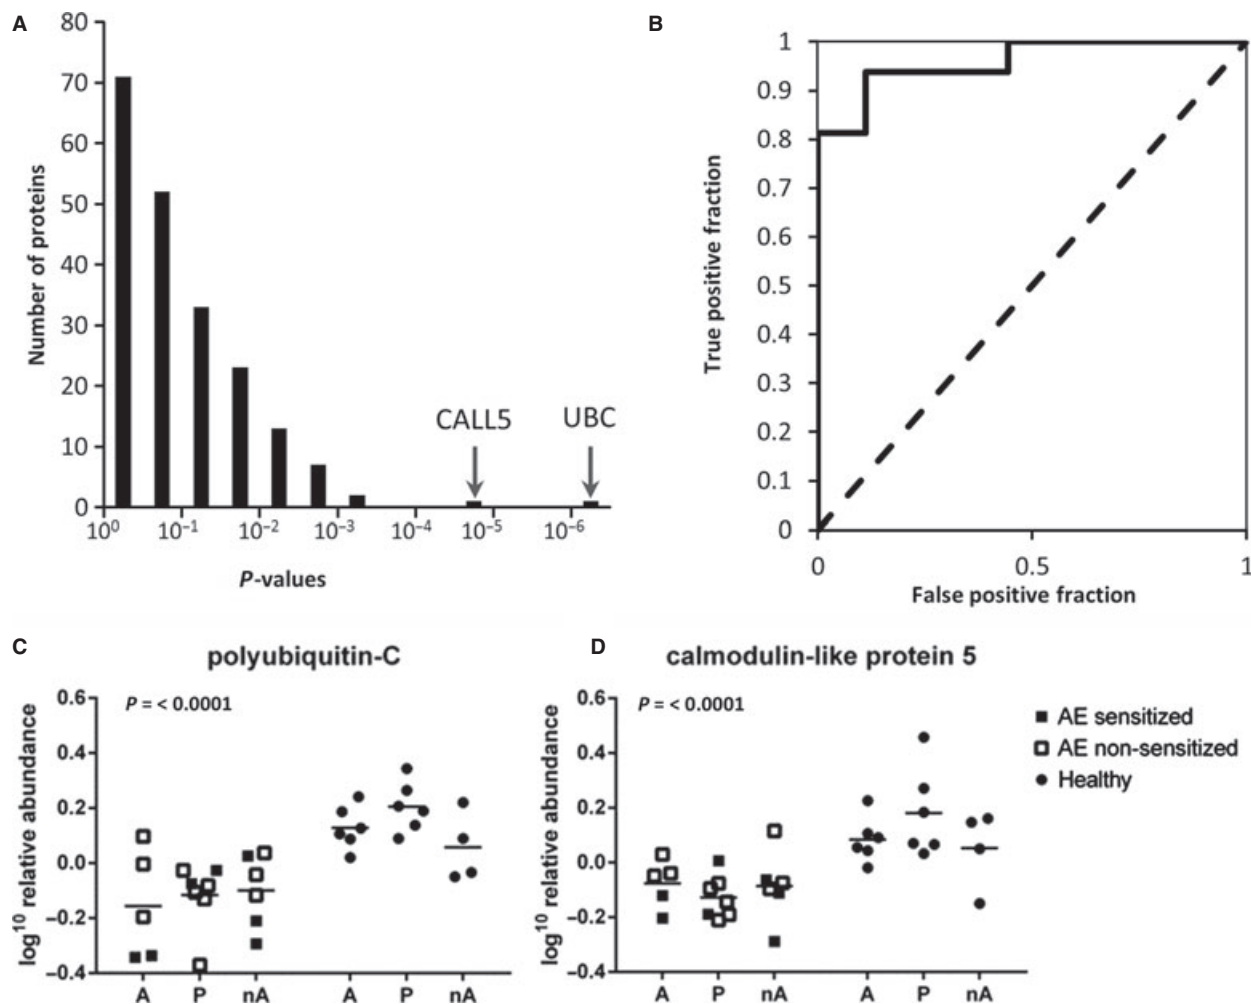 A
80
70
60
50
40
30
20
10
0
Number of proteins
CALL5
UBC
10⁰ 10⁻¹ 10⁻² 10⁻³ 10⁻⁴ 10⁻⁵ 10⁻⁶
P-values
B
1
0.9
0.8
0.7
0.6
0.5
0.4
0.3
0.2
0.1
0
True positive fraction
0 0.5 1
False positive fraction
C
polyubiquitin-C
P = < 0.0001
0.6
0.4
0.2
0.0
–0.2
–0.4
log¹⁰ relative abundance
A P nA A P nA
D
calmodulin-like protein 5
P = < 0.0001
0.6
0.4
0.2
0.0
–0.2
–0.4
log¹⁰ relative abundance
A P nA A P nA
AE sensitized
AE non-sensitized
Healthy